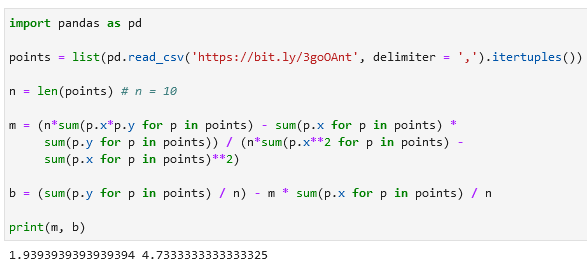 import pandas as pd
points = list(pd.read_csv('https://bit.ly/3goOAnt', delimiter = ',').itertuples())
n = len(points) # n = 10
m = (n*sum(p.x*p.y for p in points) - sum(p.x for p in points) *
sum(p.y for p in points)) / (n*sum(p.x**2 for p in points) -
sum(p.x for p in points)**2)
b = (sum(p.y for p in points) / n) - m * sum(p.x for p in points) / n
print(m, b)
1.9393939393939394 4.7333333333333325